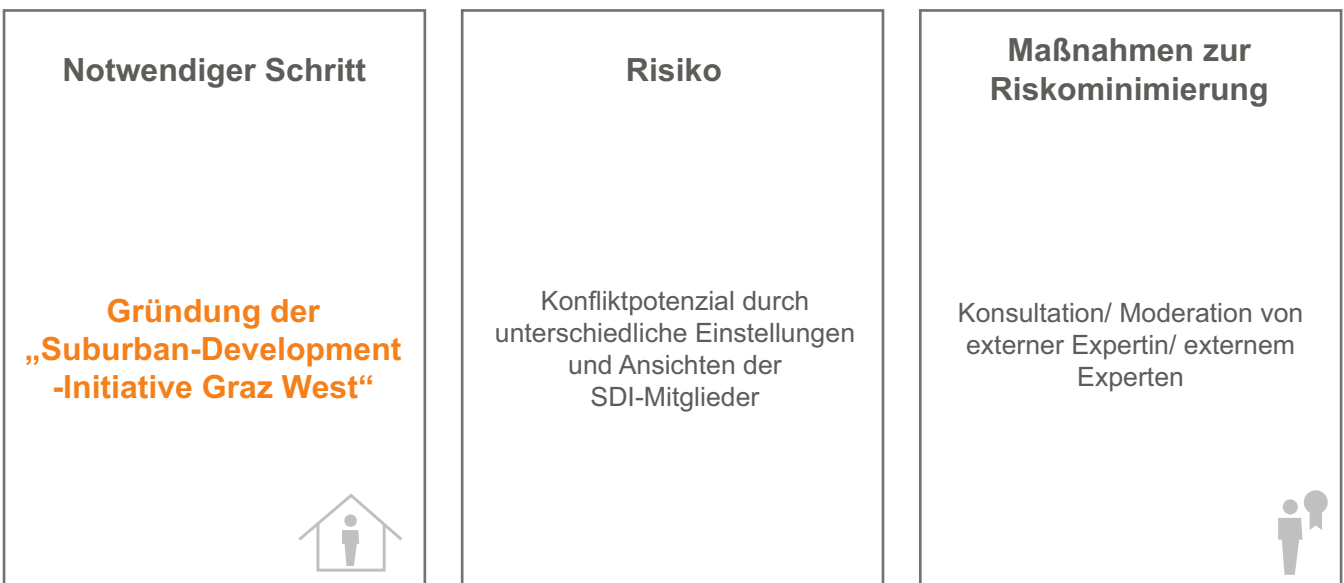 Notwendiger Schritt
Gründung der
„Suburban-Development
-Initiative Graz West“
Risiko
Konfliktpotenzial durch
unterschiedliche Einstellungen
und Ansichten der
SDI-Mitglieder
Maßnahmen zur
Riskominimierung
Konsultation/ Moderation von
externer Expertin/ externem
Experten